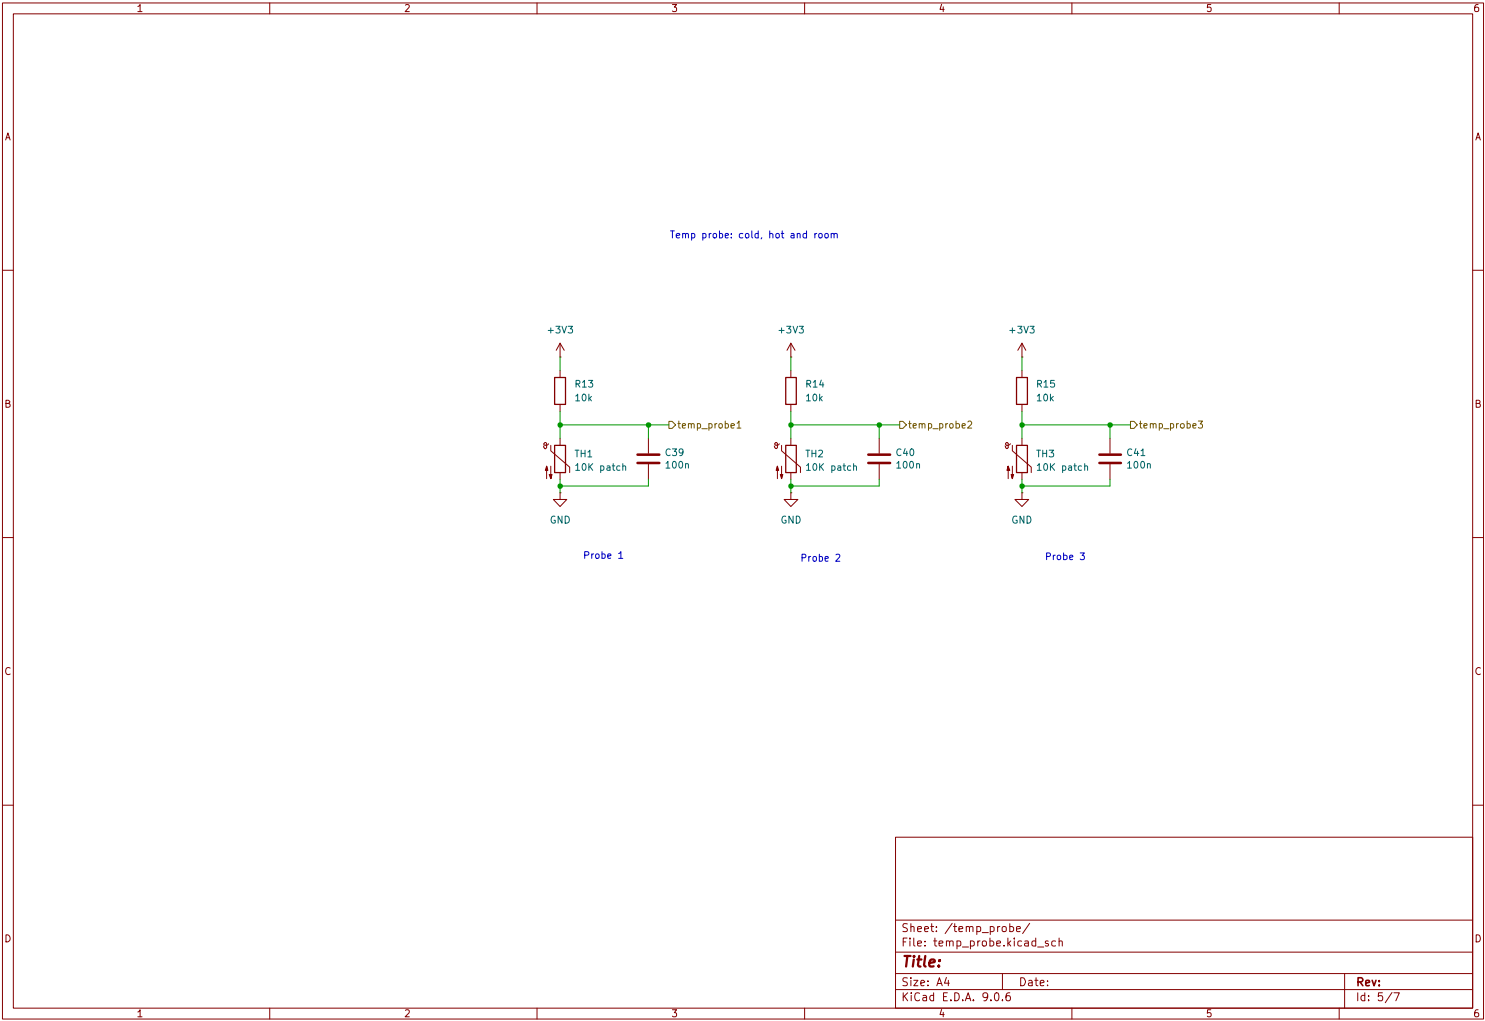 1 2 3 4 5 6
A A
Temp probe: cold, hot and room
+3V3 +3V3 +3V3
R13 R14 R15
10k 10k 10k
B B
temp_probe1 temp_probe2 temp_probe3
θ θ θ
TH1 C39 TH2 C40 TH3 C41
10K patch 100n 10K patch 100n 10K patch 100n
GND GND GND
Probe 1 Probe 2 Probe 3
C C
Sheet: /temp_probe/
D D
File: temp_probe.kicad_sch
Title:
Size: A4 Date: Rev:
KiCad E.D.A. 9.0.6 Id: 5/7
1 2 3 4 5 6